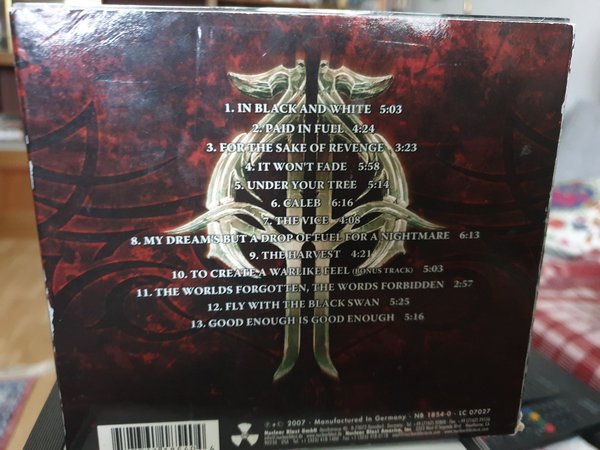 1. IN BLACK AND WHITE 5:03
2. PAID IN FULL 4:24
3. FOR THE SAKE OF REVENGE 3:23
4. IT WON'T FADE 5:58
5. UNDER YOUR TREE 5:14
6. CALEB 6:16
7. THE VICE 4:08
8. MY DREAM'S BUT A DROP OF FUEL FOR A NIGHTMARE 6:13
9. THE HARVEST 4:21
10. TO CREATE A WARLIKE FEEL (BONUS TRACK) 5:03
11. THE WORLDS FORGOTTEN, THE WORDS FORBIDDEN 2:57
12. FLY WITH THE BLACK SWAN 5:25
13. GOOD ENOUGH IS GOOD ENOUGH 5:16
℗+© 2007 - Manufactured in Germany - NB 1854-0 - LC 07027
Nuclear Blast GmbH
Nuclear Blast America, Inc